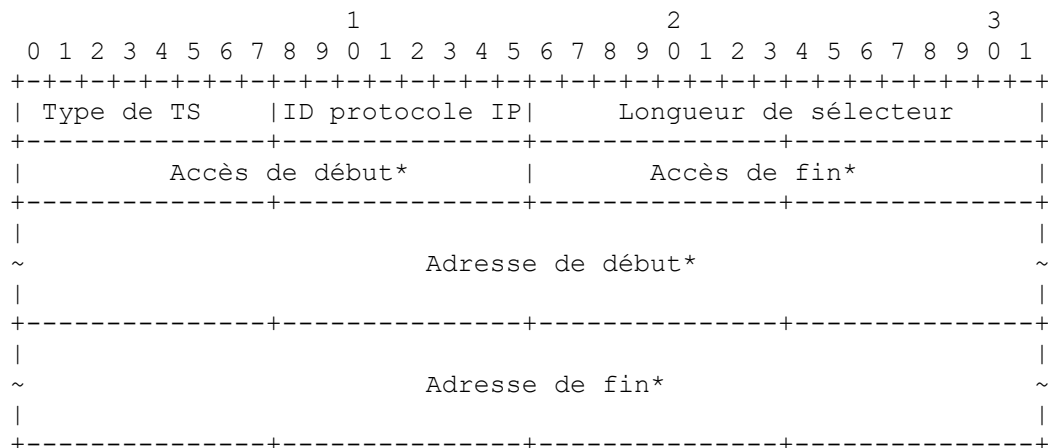 1                   2                   3
 0 1 2 3 4 5 6 7 8 9 0 1 2 3 4 5 6 7 8 9 0 1 2 3 4 5 6 7 8 9 0 1
+-+-+-+-+-+-+-+-+-+-+-+-+-+-+-+-+-+-+-+-+-+-+-+-+-+-+-+-+-+-+-+-+
| Type de TS    |ID protocole IP|     Longueur de sélecteur     |
+---------------+---------------+---------------+---------------+
|         Accès de début*       |       Accès de fin*           |
+---------------+---------------+---------------+---------------+
|                                                               |
~                         Adresse de début*                     ~
|                                                               |
+---------------+---------------+---------------+---------------+
|                                                               |
~                         Adresse de fin*                       ~
|                                                               |
+---------------+---------------+---------------+---------------+